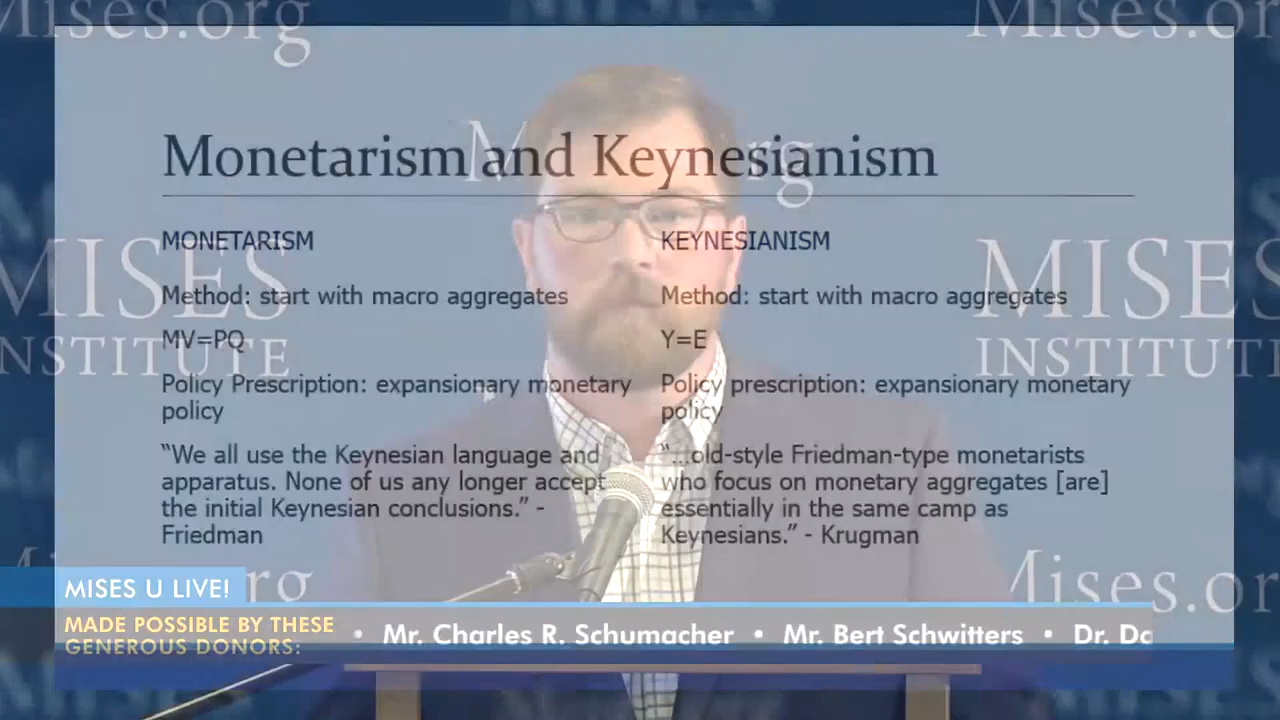 Mises.org
Mises.org
Monetarism and Keynesianism
MONETARISM
KEYNESIANISM
Method: start with macro aggregates
Method: start with macro aggregates
MV=PQ
Y=E
Policy Prescription: expansionary monetary
policy
Policy prescription: expansionary monetary
policy
“We all use the Keynesian language and
apparatus. None of us any longer accept
the initial Keynesian conclusions.” -
Friedman
“...old-style Friedman-type monetarists
who focus on monetary aggregates [are]
essentially in the same camp as
Keynesians.” - Krugman
MISES
INSTITUTE
MISES
INSTITUTE
Mises.or
MISES U LIVE!
MADE POSSIBLE BY THESE
GENEROUS DONORS:
• Mr. Charles R. Schumacher • Mr. Bert Schwitters • Dr.